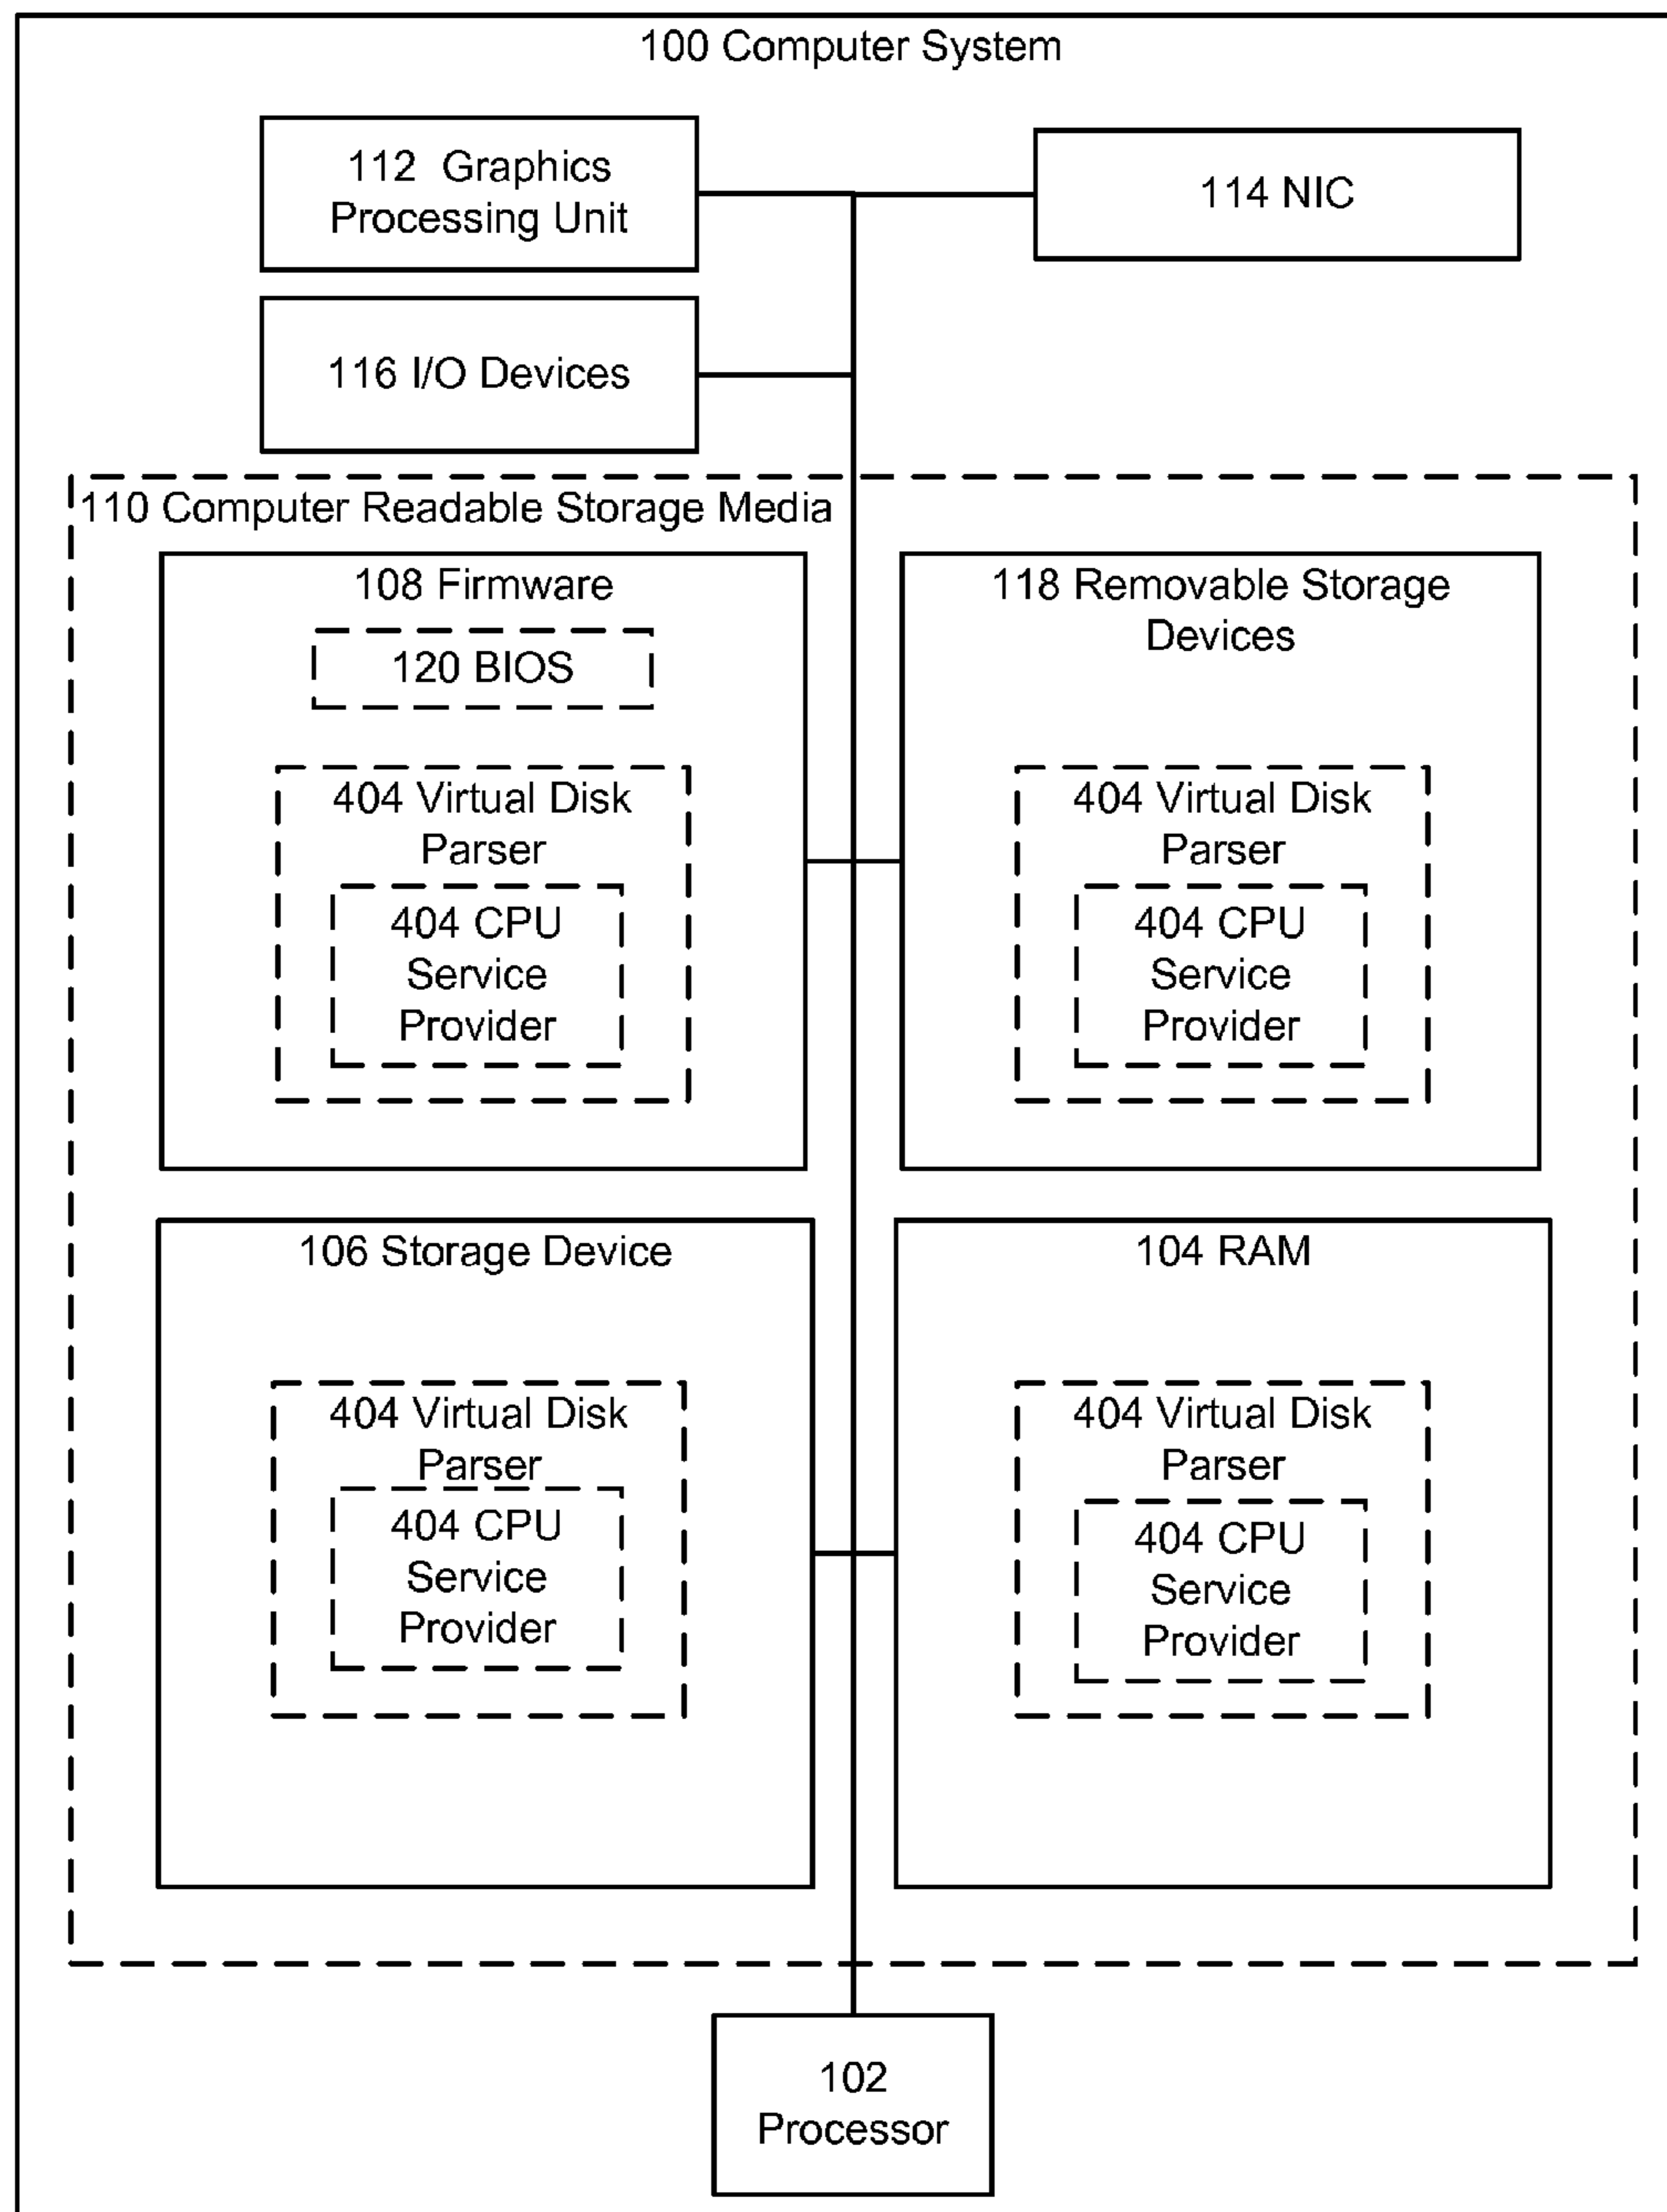 100 Computer System
112 Graphics
Processing Unit
114 NIC
116 I/O Devices
110 Computer Readable Storage Media
108 Firmware
120 BIOS
404 Virtual Disk
Parser
404 CPU
Service
Provider
118 Removable Storage
Devices
404 Virtual Disk
Parser
404 CPU
Service
Provider
106 Storage Device
404 Virtual Disk
Parser
404 CPU
Service
Provider
104 RAM
404 Virtual Disk
Parser
404 CPU
Service
Provider
102
Processor